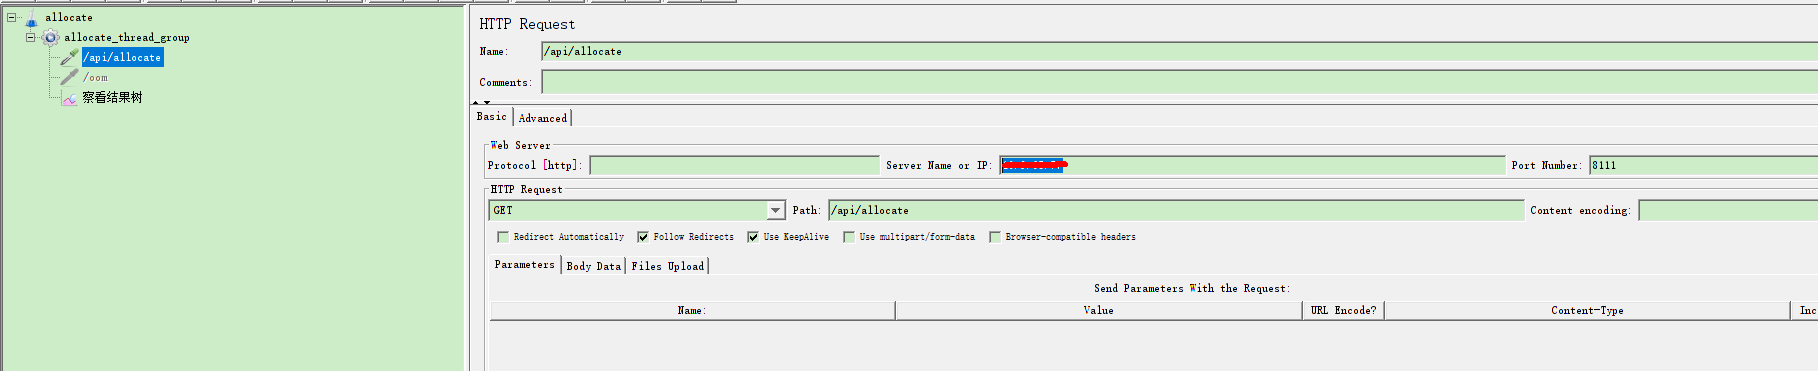 allocate
allocate_thread_group
/api/allocate
/oom
察看结果树
HTTP Request
Name: /api/allocate
Comments:
Basic Advanced
Web Server
Protocol [http]: Server Name or IP: Port Number: 8111
HTTP Request
GET Path: /api/allocate Content encoding:
Redirect Automatically Follow Redirects Use KeepAlive Use multipart/form-data Browser-compatible headers
Parameters Body Data Files Upload
Send Parameters With the Request:
Name: Value URL Encode? Content-Type Inc